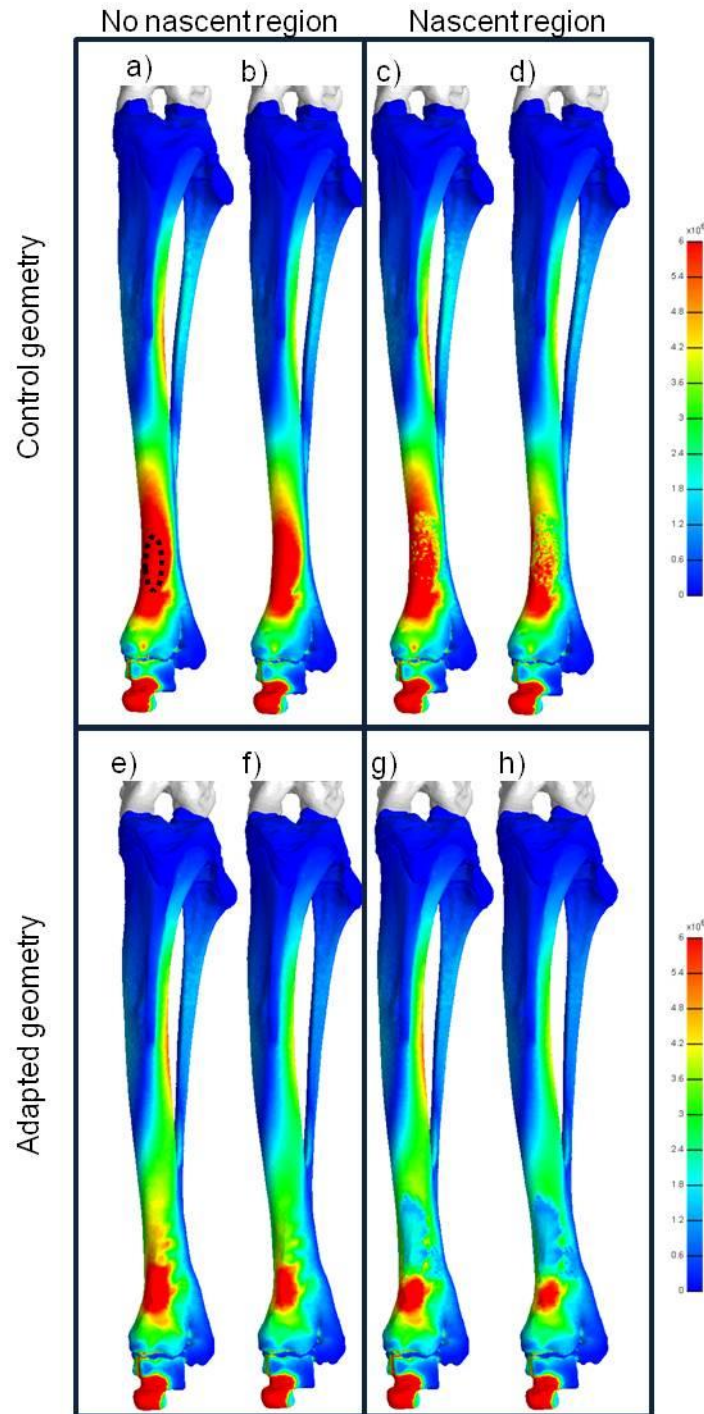 No nascent region
Nascent region
a)
b)
c)
d)
Control geometry
x10⁶
6
5.4
4.8
4.2
3.6
3
2.4
1.8
1.2
0.6
0
e)
f)
g)
h)
Adapted geometry
x10⁶
6
5.4
4.8
4.2
3.6
3
2.4
1.8
1.2
0.6
0